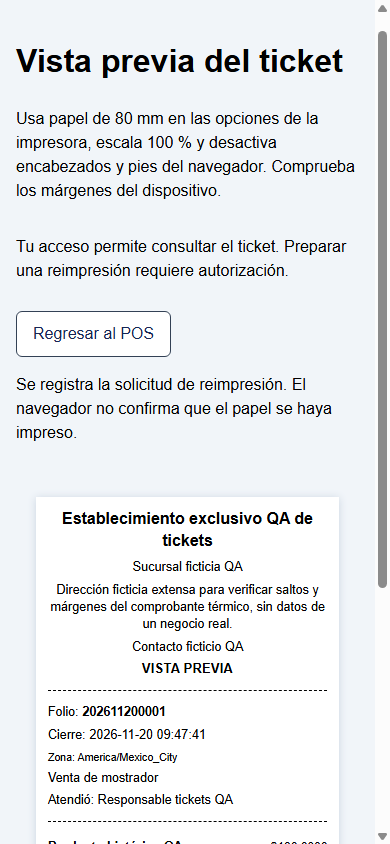 Vista previa del ticket
Usa papel de 80 mm en las opciones de la
impresora, escala 100 % y desactiva
encabezados y pies del navegador. Comprueba
los márgenes del dispositivo.
Tu acceso permite consultar el ticket. Preparar
una reimpresión requiere autorización.
Regresar al POS
Se registra la solicitud de reimpresión. El
navegador no confirma que el papel se haya
impreso.
Establecimiento exclusivo QA de
tickets
Sucursal ficticia QA
Dirección ficticia extensa para verificar saltos y
márgenes del comprobante térmico, sin datos de
un negocio real.
Contacto ficticio QA
VISTA PREVIA
Folio: 202611200001
Cierre: 2026-11-20 09:47:41
Zona: America/Mexico_City
Venta de mostrador
Atendió: Responsable tickets QA